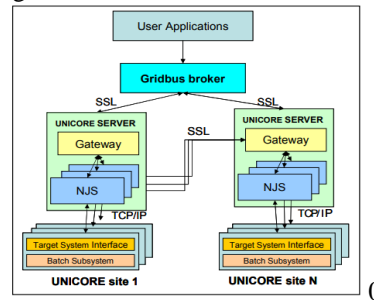 User Applications
Gridbus broker
SSL
SSL
UNICORE SERVER
Gateway
NJS
TCP/IP
Target System Interface
Batch Subsystem
UNICORE site 1
SSL
UNICORE SERVER
Gateway
NJS
TCP/IP
Target System Interface
Batch Subsystem
UNICORE site N